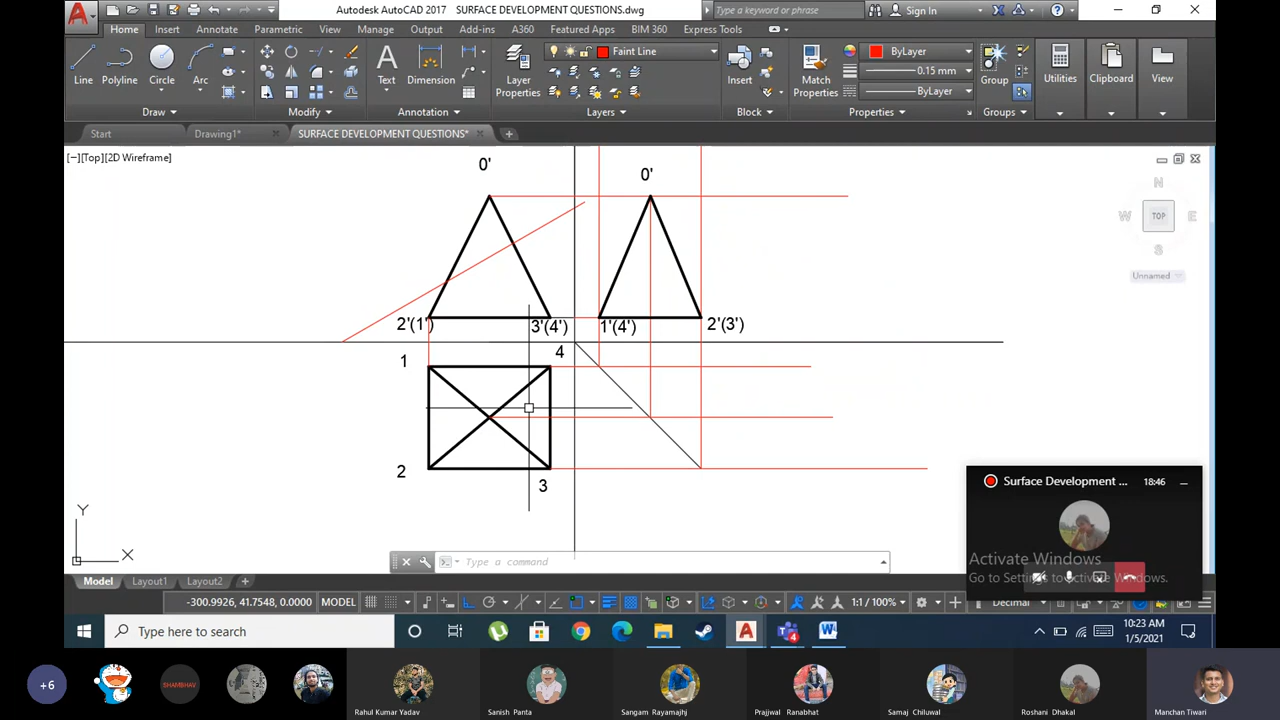 Autodesk AutoCAD 2017 SURFACE DEVELOPMENT QUESTIONS.dwg
Type a keyword or phrase
Sign In
Home Insert Annotate Parametric View Manage Output Add-ins A360 Featured Apps BIM 360 Express Tools
Line Polyline Circle Arc
Text Dimension
Layer Properties
Faint Line
Insert
Match Properties
ByLayer
0.15 mm
ByLayer
Group
Utilities Clipboard View
Draw Modify Annotation Layers Block Properties Groups
Start Drawing1* SURFACE DEVELOPMENT QUESTIONS*
[−][Top][2D Wireframe]
0' 0'
N
W TOP E
S
Unnamed
2'(1') 3'(4') 1'(4') 2'(3')
1 4
2 3
Y
X
Surface Development ... 18:46
Activate Windows
Go to Settings to activate Windows.
Type a command
Model Layout1 Layout2 +
-300.9926, 41.7548, 0.0000 MODEL 1:1 / 100% Decimal
Type here to search
10:23 AM
1/5/2021
+6
SHAMBHAV
Rahul Kumar Yadav Sanish Panta Sangam Rayamajhj Prajjwal Ranabhat Samaj Chiluwal Roshani Dhakal Manchan Tiwari